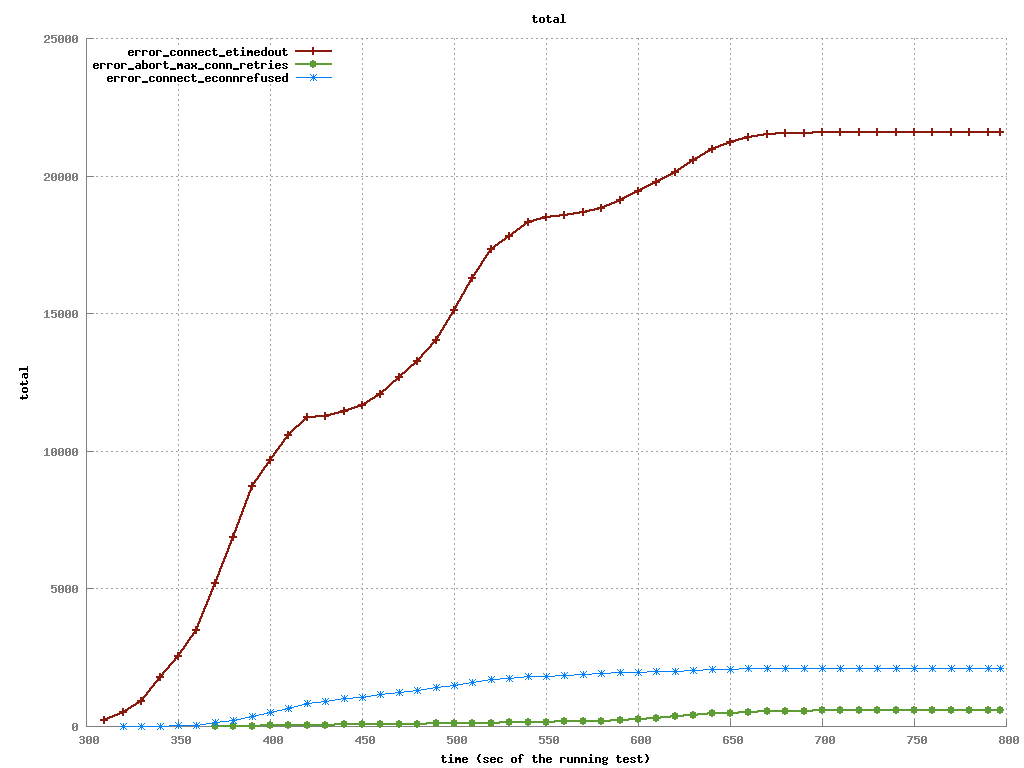 total
25000
error_connect_etimedout
error_abort_max_conn_retries
error_connect_econnrefused
20000
15000
total
10000
5000
0
300 350 400 450 500 550 600 650 700 750 800
time (sec of the running test)